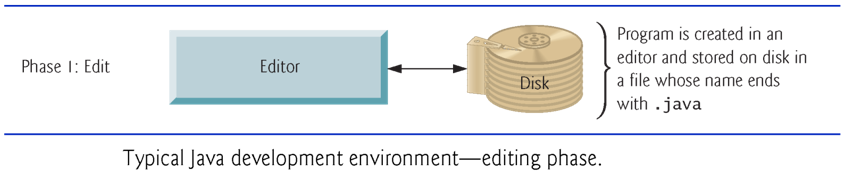 Phase 1: Edit
Editor
Disk
Program is created in an
editor and stored on disk in
a file whose name ends
with .java
Typical Java development environment—editing phase.